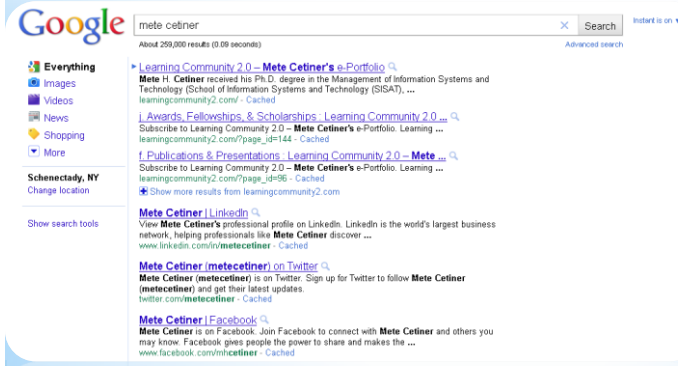 Google
mete cetiner
Search
Instant is on
About 259,000 results (0.09 seconds)
Advanced search
Everything
Images
Videos
News
Shopping
More
Schenectady, NY
Change location
Show search tools
Learning Community 2.0 – Mete Cetiner's e-Portfolio
Mete H. Cetiner received his Ph.D. degree in the Management of Information Systems and
Technology (School of Information Systems and Technology (SISAT), ...
learningcommunity2.com/ - Cached
j. Awards, Fellowships, & Scholarships : Learning Community 2.0 ...
Subscribe to Learning Community 2.0 – Mete Cetiner's e-Portfolio. Learning ...
learningcommunity2.com/?page_id=144 - Cached
f. Publications & Presentations : Learning Community 2.0 – Mete ...
Subscribe to Learning Community 2.0 – Mete Cetiner's e-Portfolio. Learning ...
learningcommunity2.com/?page_id=96 - Cached
Show more results from learningcommunity2.com
Mete Cetiner | LinkedIn
View Mete Cetiner's professional profile on LinkedIn. LinkedIn is the world's largest business
network, helping professionals like Mete Cetiner discover ...
www.linkedin.com/in/metecetiner - Cached
Mete Cetiner (metecetiner) on Twitter
Mete Cetiner (metecetiner) is on Twitter. Sign up for Twitter to follow Mete Cetiner
(metecetiner) and get their latest updates.
twitter.com/metecetiner - Cached
Mete Cetiner | Facebook
Mete Cetiner is on Facebook. Join Facebook to connect with Mete Cetiner and others you
may know. Facebook gives people the power to share and makes the ...
www.facebook.com/mhcetiner - Cached